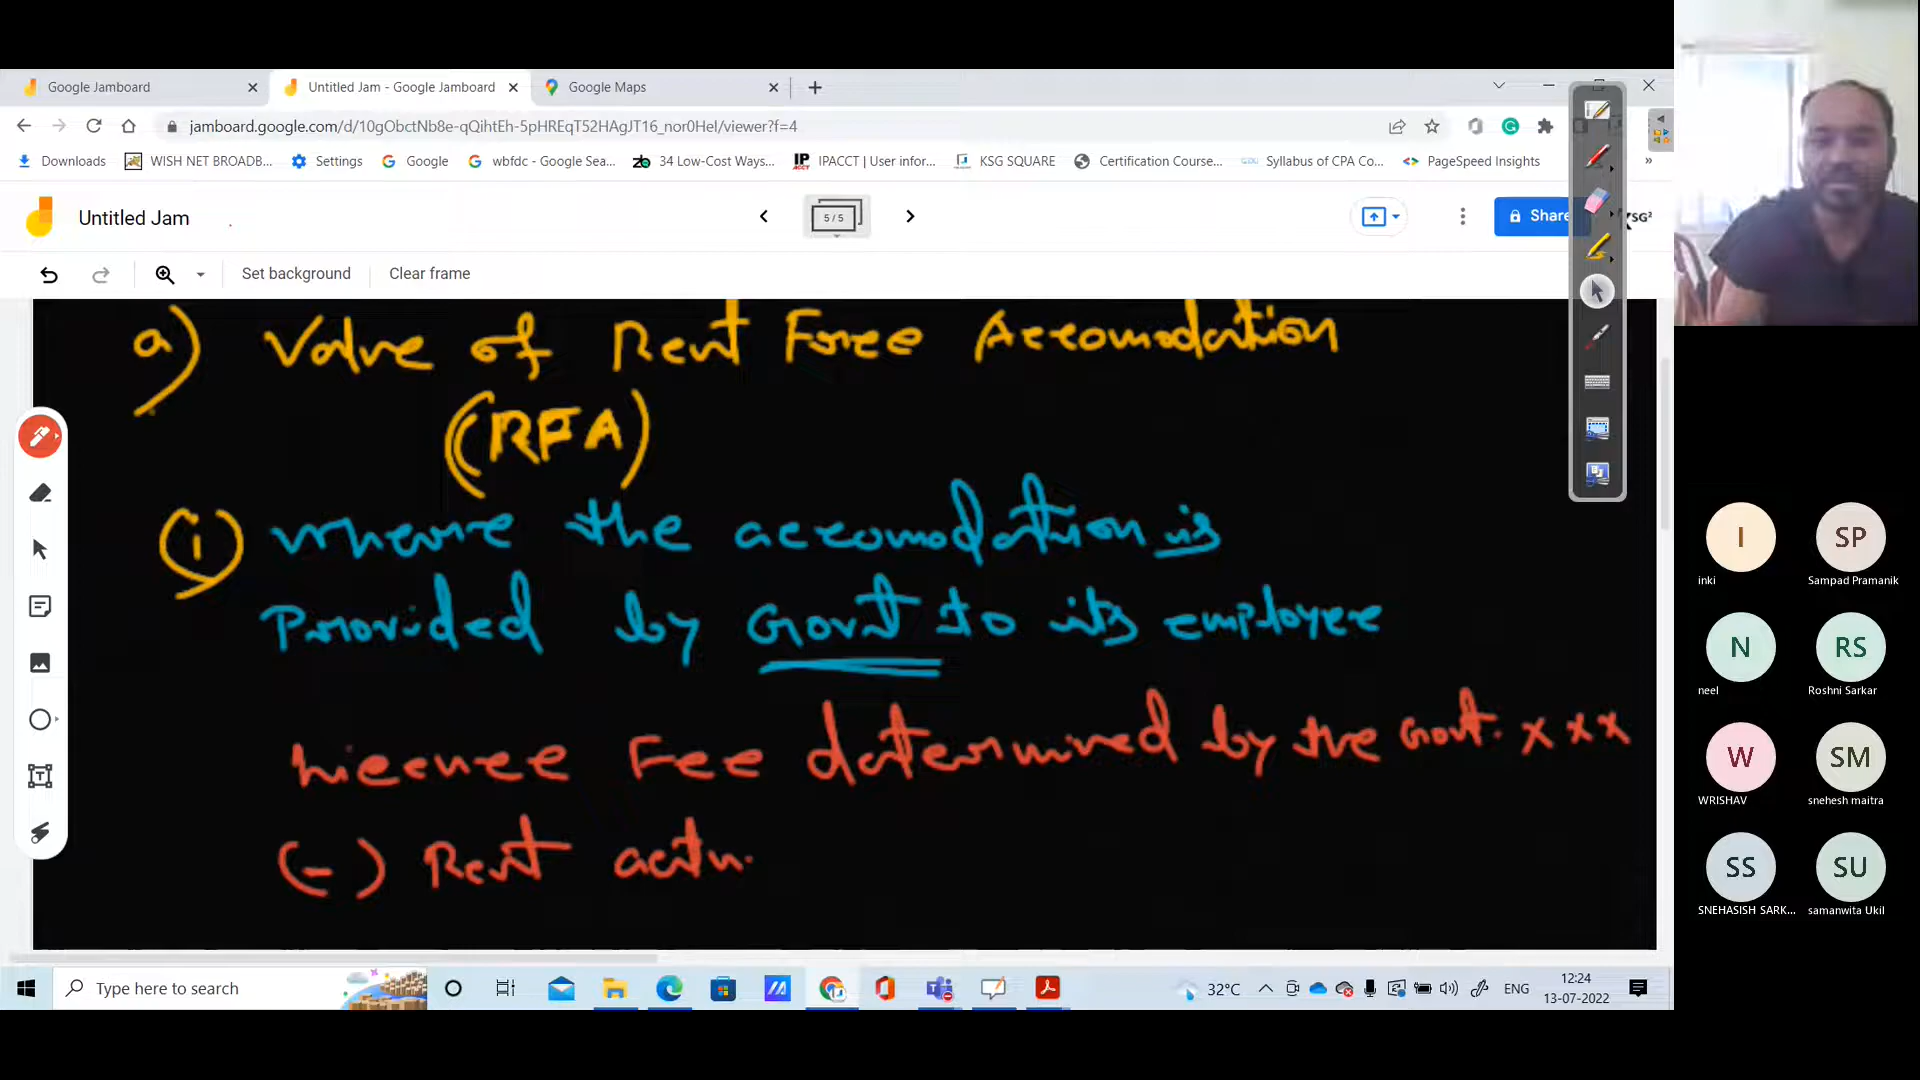 Google Jamboard
Untitled Jam - Google Jamboard
Google Maps
jamboard.google.com/d/10gObctNb8e-qQihtEh-5pHREqT52HAgJT16_nor0HeI/viewer?f=4
Downloads
WISH NET BROADB...
Settings
Google
wbfdc - Google Sea...
34 Low-Cost Ways...
IPACCT | User infor...
KSG SQUARE
Certification Course...
Syllabus of CPA Co...
PageSpeed Insights
»
Untitled Jam
5 / 5
Share
KSG²
Set background
Clear frame
a) Value of Rent Free Accomodation
(RFA)
(i) where the accomodation is
Provided by Govt to its employee
Licence Fee determined by the Govt. x x x
(-) Rent actu
I
inki
SP
Sampad Pramanik
N
neel
RS
Roshni Sarkar
W
WRISHAV
SM
snehesh maitra
SS
SNEHASISH SARK...
SU
samanwita Ukil
Type here to search
32°C
ENG
12:24
13-07-2022